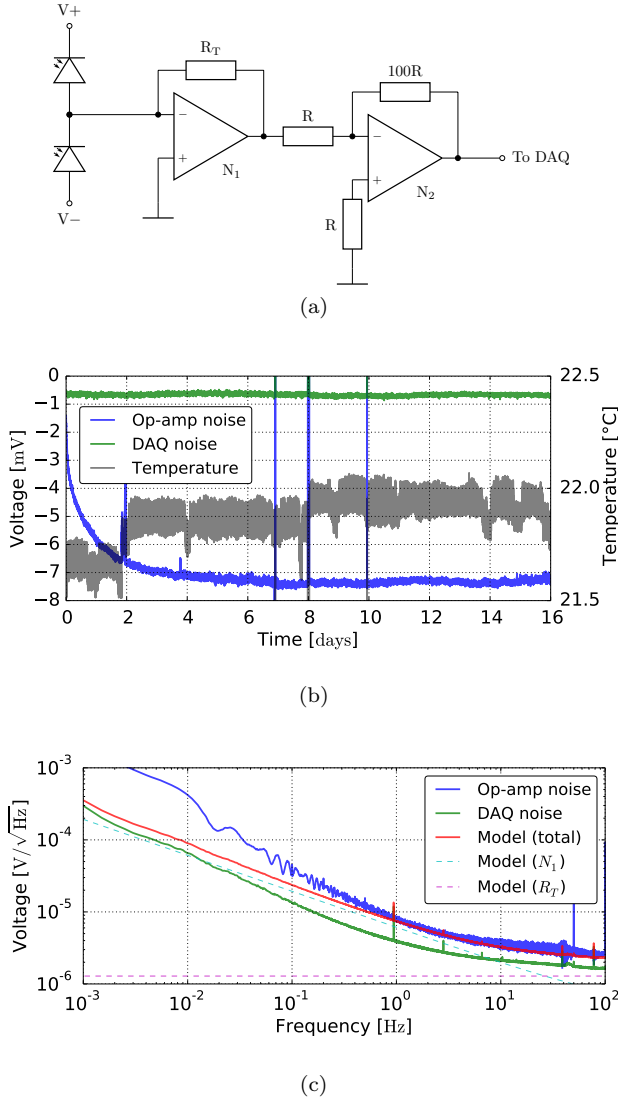 V+
R_T
100R
R
−
−
+
+
N_1
N_2
To DAQ
R
V−
(a)
0
−1
−2
−3
−4
−5
−6
−7
−8
Voltage [mV]
Op-amp noise
DAQ noise
Temperature
22.5
22.0
21.5
Temperature [°C]
0 2 4 6 8 10 12 14 16
Time [days]
(b)
10^{-3}
10^{-4}
10^{-5}
10^{-6}
Voltage [V/√Hz]
Op-amp noise
DAQ noise
Model (total)
Model (N_1)
Model (R_T)
10^{-3} 10^{-2} 10^{-1} 10^0 10^1 10^2
Frequency [Hz]
(c)